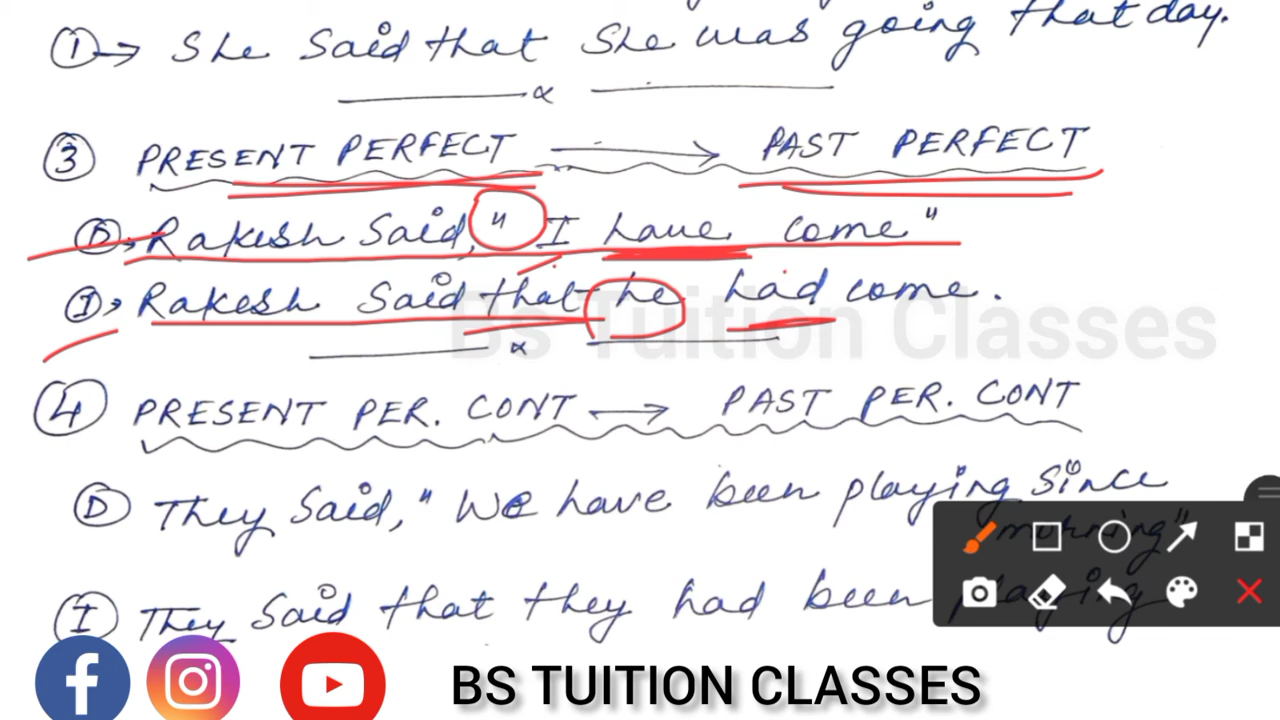 ① → She said that She was going that day.
③ PRESENT PERFECT → PAST PERFECT
Ⓓ, Rakesh Said, "I have come"
Ⓘ, Rakesh Said that he had come.
Bs Tuition Classes
④ PRESENT PER. CONT → PAST PER. CONT
Ⓓ They Said, "We have been playing since
morning"
Ⓘ They Said that they had been playing
BS TUITION CLASSES